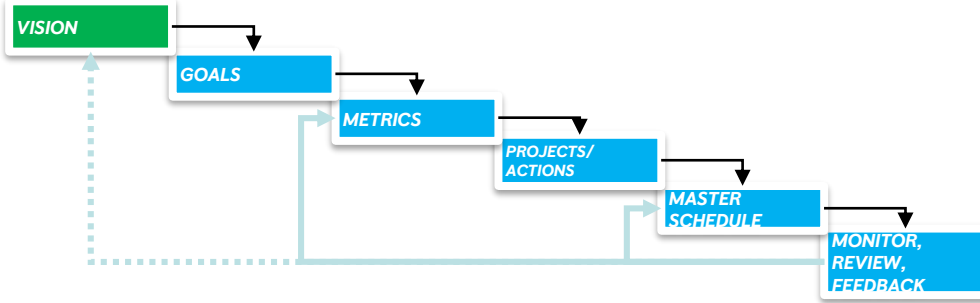 VISION
GOALS
METRICS
PROJECTS/
ACTIONS
MASTER
SCHEDULE
MONITOR,
REVIEW,
FEEDBACK